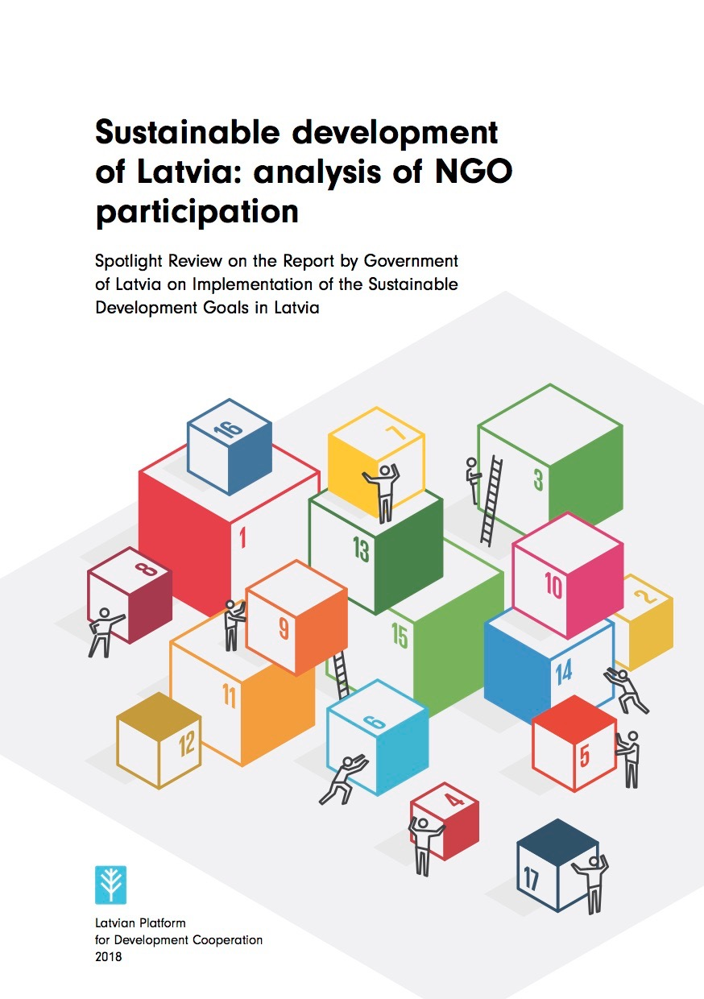 Sustainable development
of Latvia: analysis of NGO
participation
Spotlight Review on the Report by Government
of Latvia on Implementation of the Sustainable
Development Goals in Latvia
16
7
3
1
13
8
10
2
9
15
14
11
12
6
5
4
17
Latvian Platform
for Development Cooperation
2018